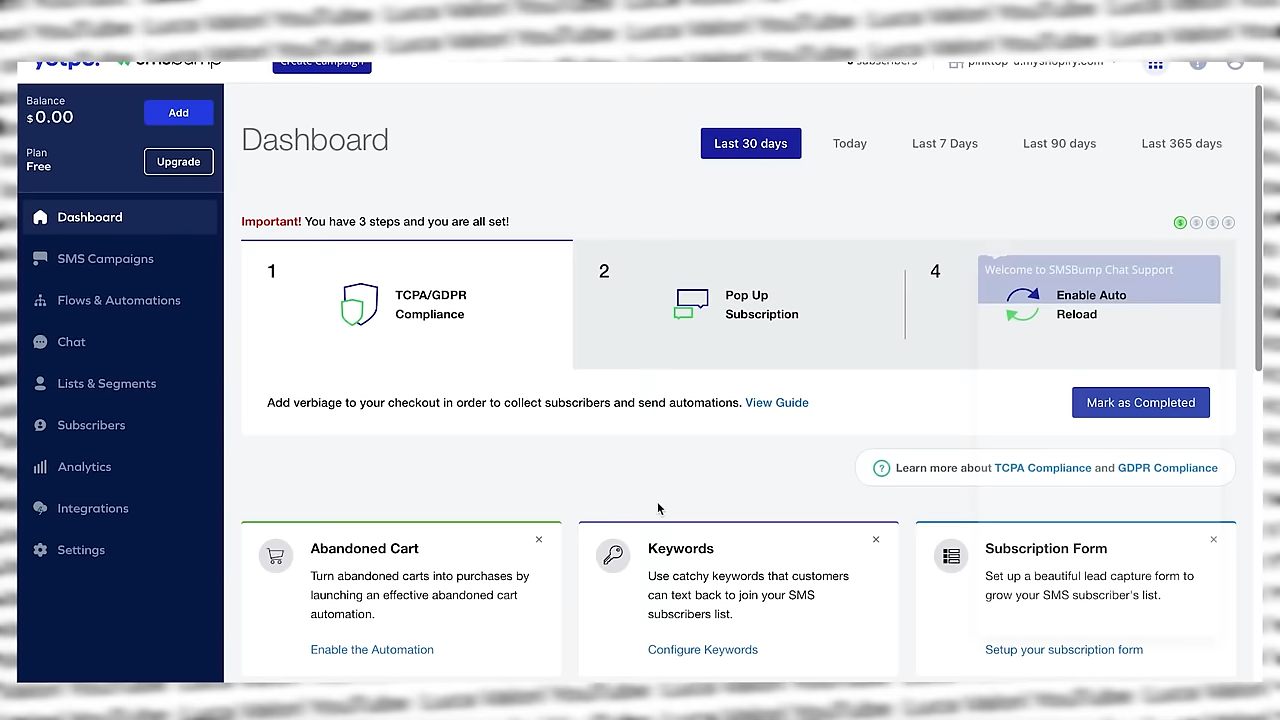 yotpo. smsbump
Create Campaign
subscribers
Balance
$0.00
Add
Plan
Free
Upgrade
Dashboard
SMS Campaigns
Flows & Automations
Chat
Lists & Segments
Subscribers
Analytics
Integrations
Settings
Dashboard
Last 30 days
Today
Last 7 Days
Last 90 days
Last 365 days
Important! You have 3 steps and you are all set!
1
TCPA/GDPR
Compliance
2
Pop Up
Subscription
4
Enable Auto
Reload
Welcome to SMSBump Chat Support
Add verbiage to your checkout in order to collect subscribers and send automations. View Guide
Mark as Completed
Learn more about TCPA Compliance and GDPR Compliance
Abandoned Cart
Turn abandoned carts into purchases by
launching an effective abandoned cart
automation.
Enable the Automation
Keywords
Use catchy keywords that customers
can text back to join your SMS
subscribers list.
Configure Keywords
Subscription Form
Set up a beautiful lead capture form to
grow your SMS subscriber's list.
Setup your subscription form